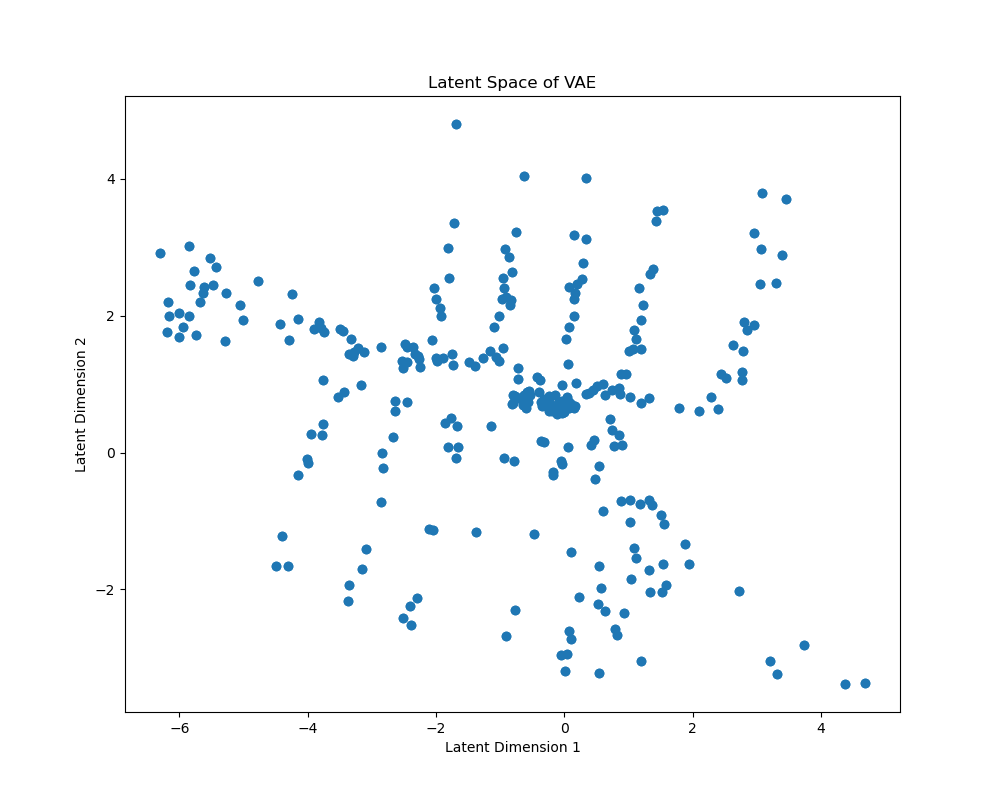 Latent Space of VAE
4
2
0
−2
Latent Dimension 2
−6 −4 −2 0 2 4
Latent Dimension 1